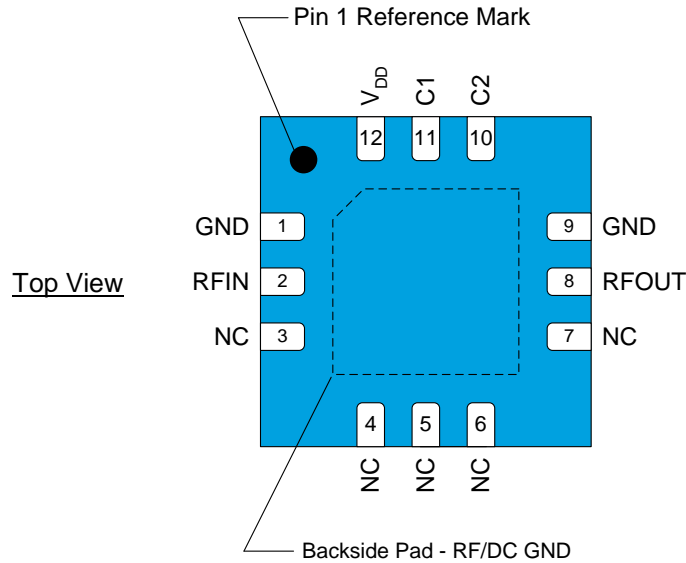 Pin 1 Reference Mark
V_DD C1 C2
12 11 10
GND 1 9 GND
Top View RFIN 2 8 RFOUT
NC 3 7 NC
4 5 6
NC NC NC
Backside Pad - RF/DC GND